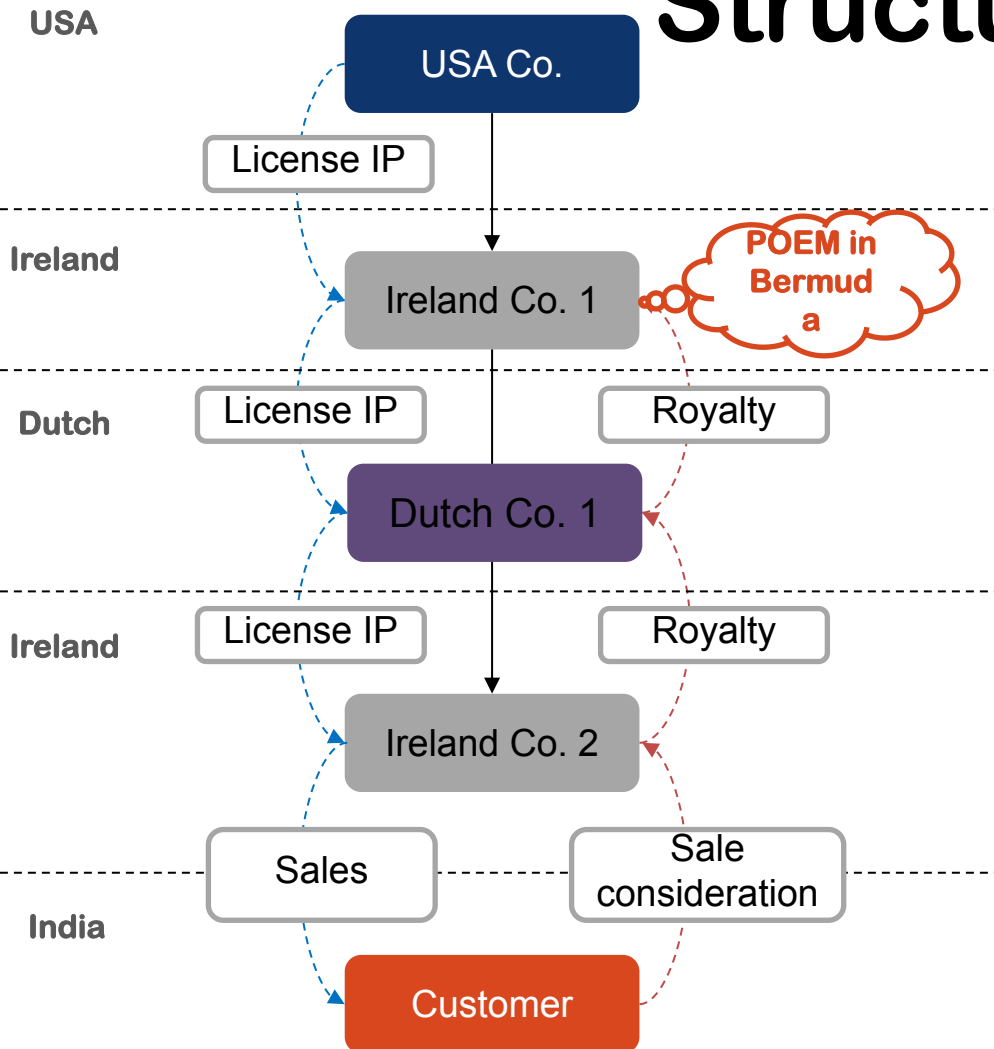 USA
Structu
USA Co.
License IP
Ireland
POEM in
Bermud
a
Ireland Co. 1
Dutch
License IP
Royalty
Dutch Co. 1
Ireland
License IP
Royalty
Ireland Co. 2
Sales
Sale
consideration
India
Customer